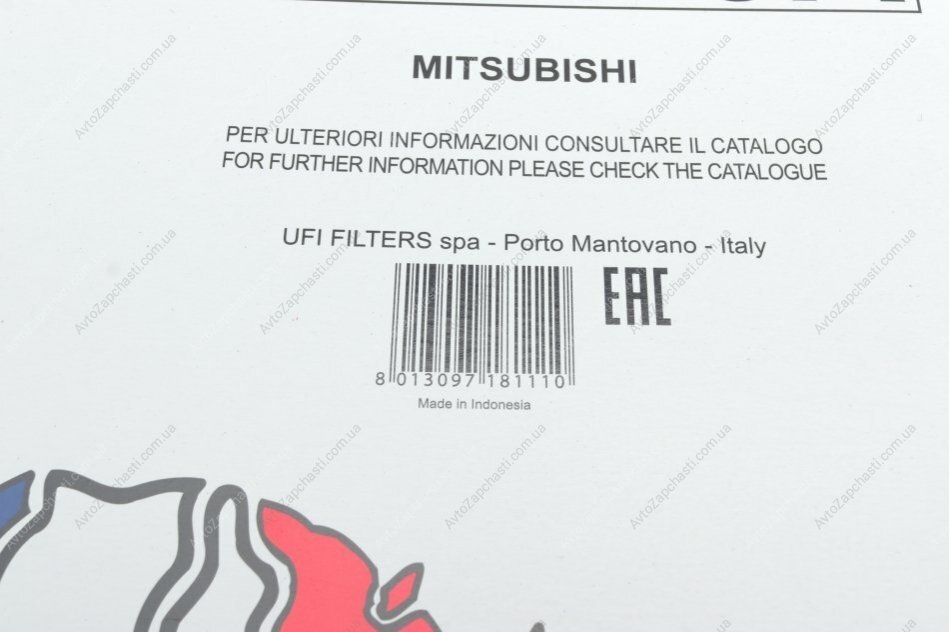 MITSUBISHI
PER ULTERIORI INFORMAZIONI CONSULTARE IL CATALOGO
FOR FURTHER INFORMATION PLEASE CHECK THE CATALOGUE
UFI FILTERS spa - Porto Mantovano - Italy
EAC
8 013097 181110
Made in Indonesia
AvtoZapchasti.com.ua